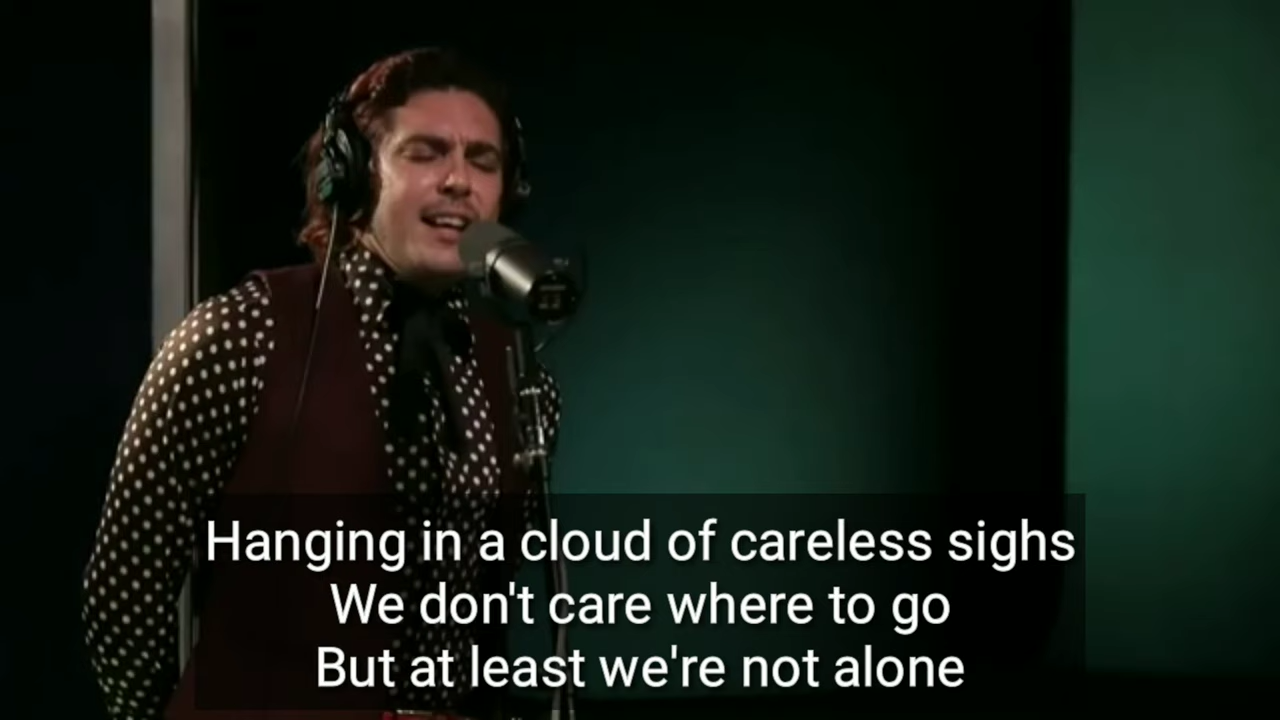 Hanging in a cloud of careless sighs
We don't care where to go
But at least we're not alone